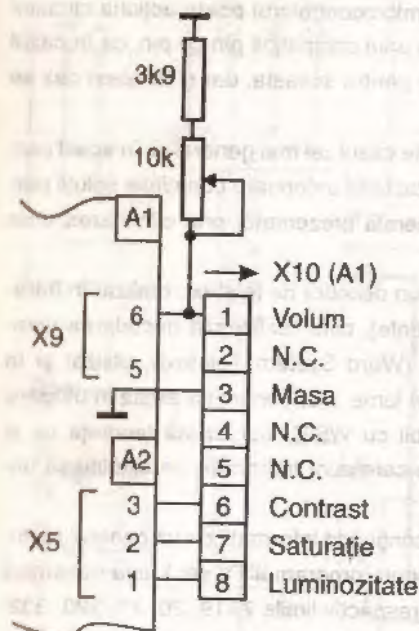 3k9
10k
A1
X10 (A1)
6 1 Volum
X9
2 N.C.
5
3 Masa
4 N.C.
A2
5 N.C.
3 6 Contrast
X5 2 7 Saturație
1 8 Luminozitate